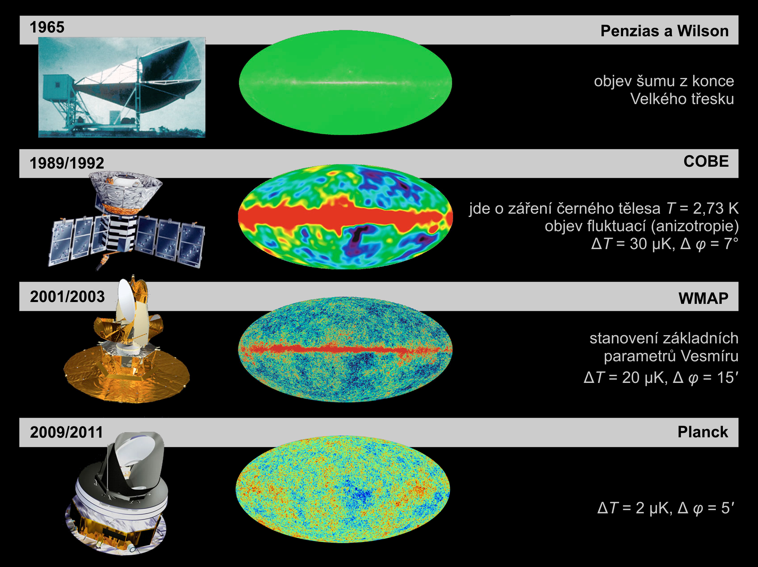 1965
Penzias a Wilson
objev šumu z konce
Velkého třesku
1989/1992
COBE
jde o záření černého tělesa T = 2,73 K
objev fluktuací (anizotropie)
ΔT = 30 μK, Δ φ = 7°
2001/2003
WMAP
stanovení základních
parametrů Vesmíru
ΔT = 20 μK, Δ φ = 15′
2009/2011
Planck
ΔT = 2 μK, Δ φ = 5′